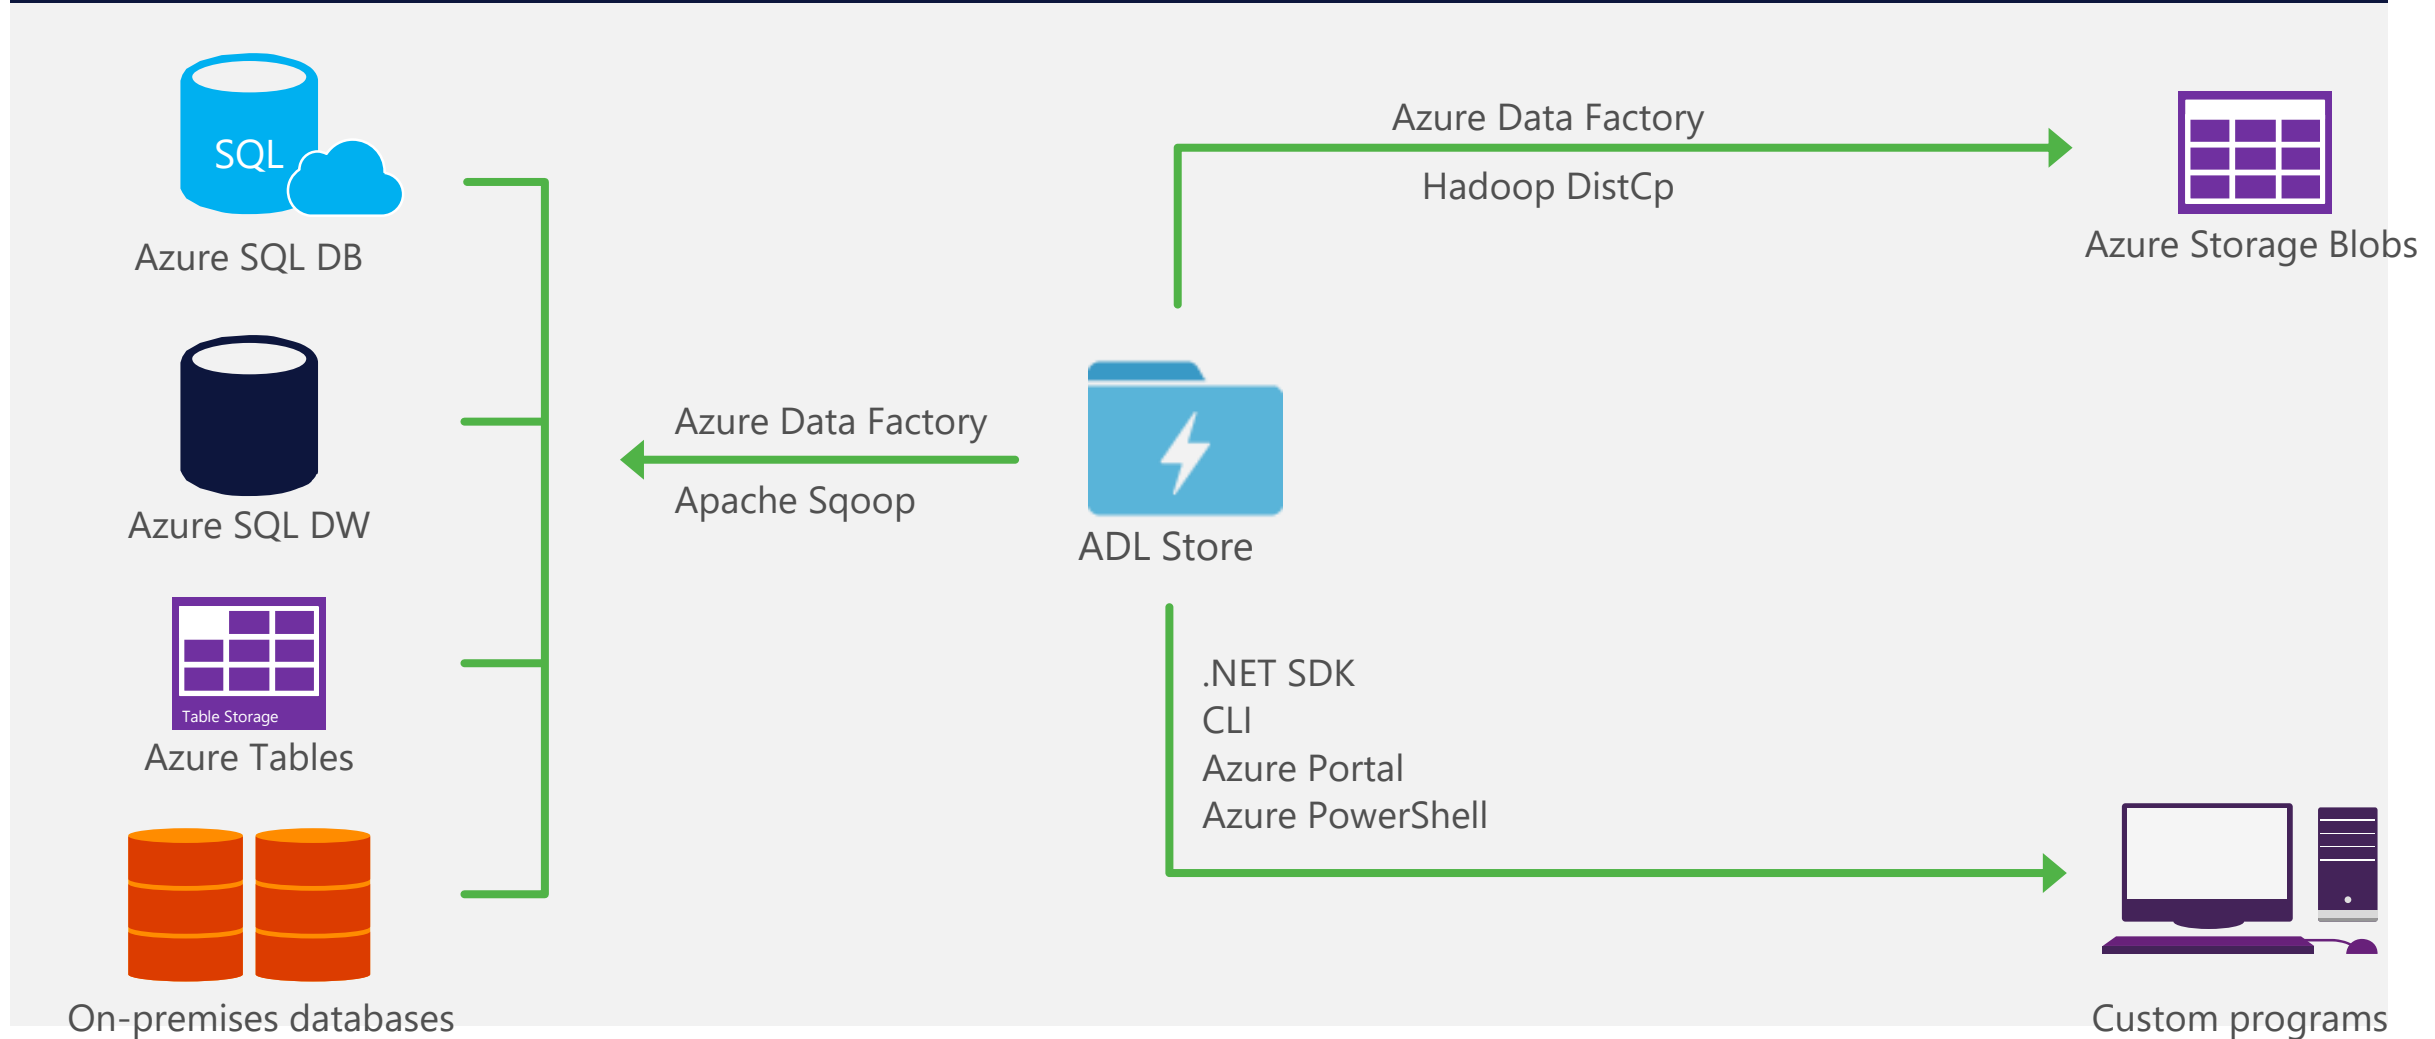 SQL
Azure SQL DB
Azure SQL DW
Table Storage
Azure Tables
On-premises databases
Azure Data Factory
Apache Sqoop
ADL Store
Azure Data Factory
Hadoop DistCp
Azure Storage Blobs
.NET SDK
CLI
Azure Portal
Azure PowerShell
Custom programs